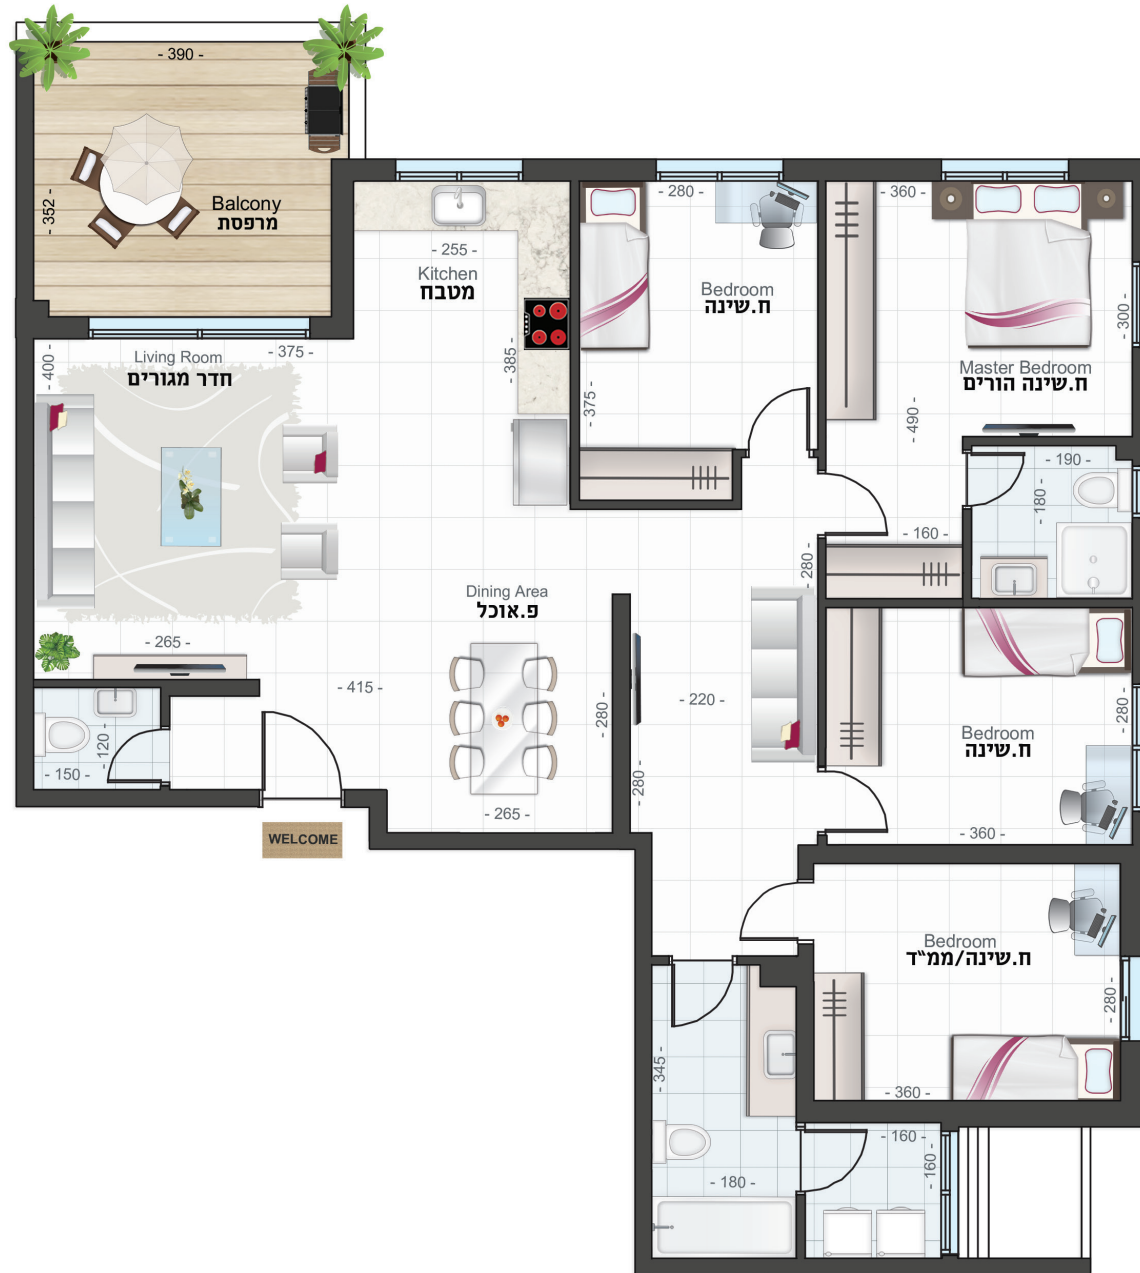 - 390 -
- 352 -
Balcony
מרפסת
- 255 -
Kitchen
מטבח
- 385 -
- 280 -
Bedroom
ח.שינה
- 375 -
- 360 -
- 300 -
Master Bedroom
ח.שינה הורים
- 490 -
- 190 -
- 180 -
- 160 -
- 400 -
Living Room
חדר מגורים
- 375 -
- 265 -
- 415 -
Dining Area
פ.אוכל
- 280 -
- 265 -
- 280 -
- 220 -
- 280 -
- 120 -
- 150 -
WELCOME
Bedroom
ח.שינה
- 280 -
- 360 -
Bedroom
ח.שינה/ממ"ד
- 280 -
- 360 -
- 345 -
- 180 -
- 160 -
- 160 -